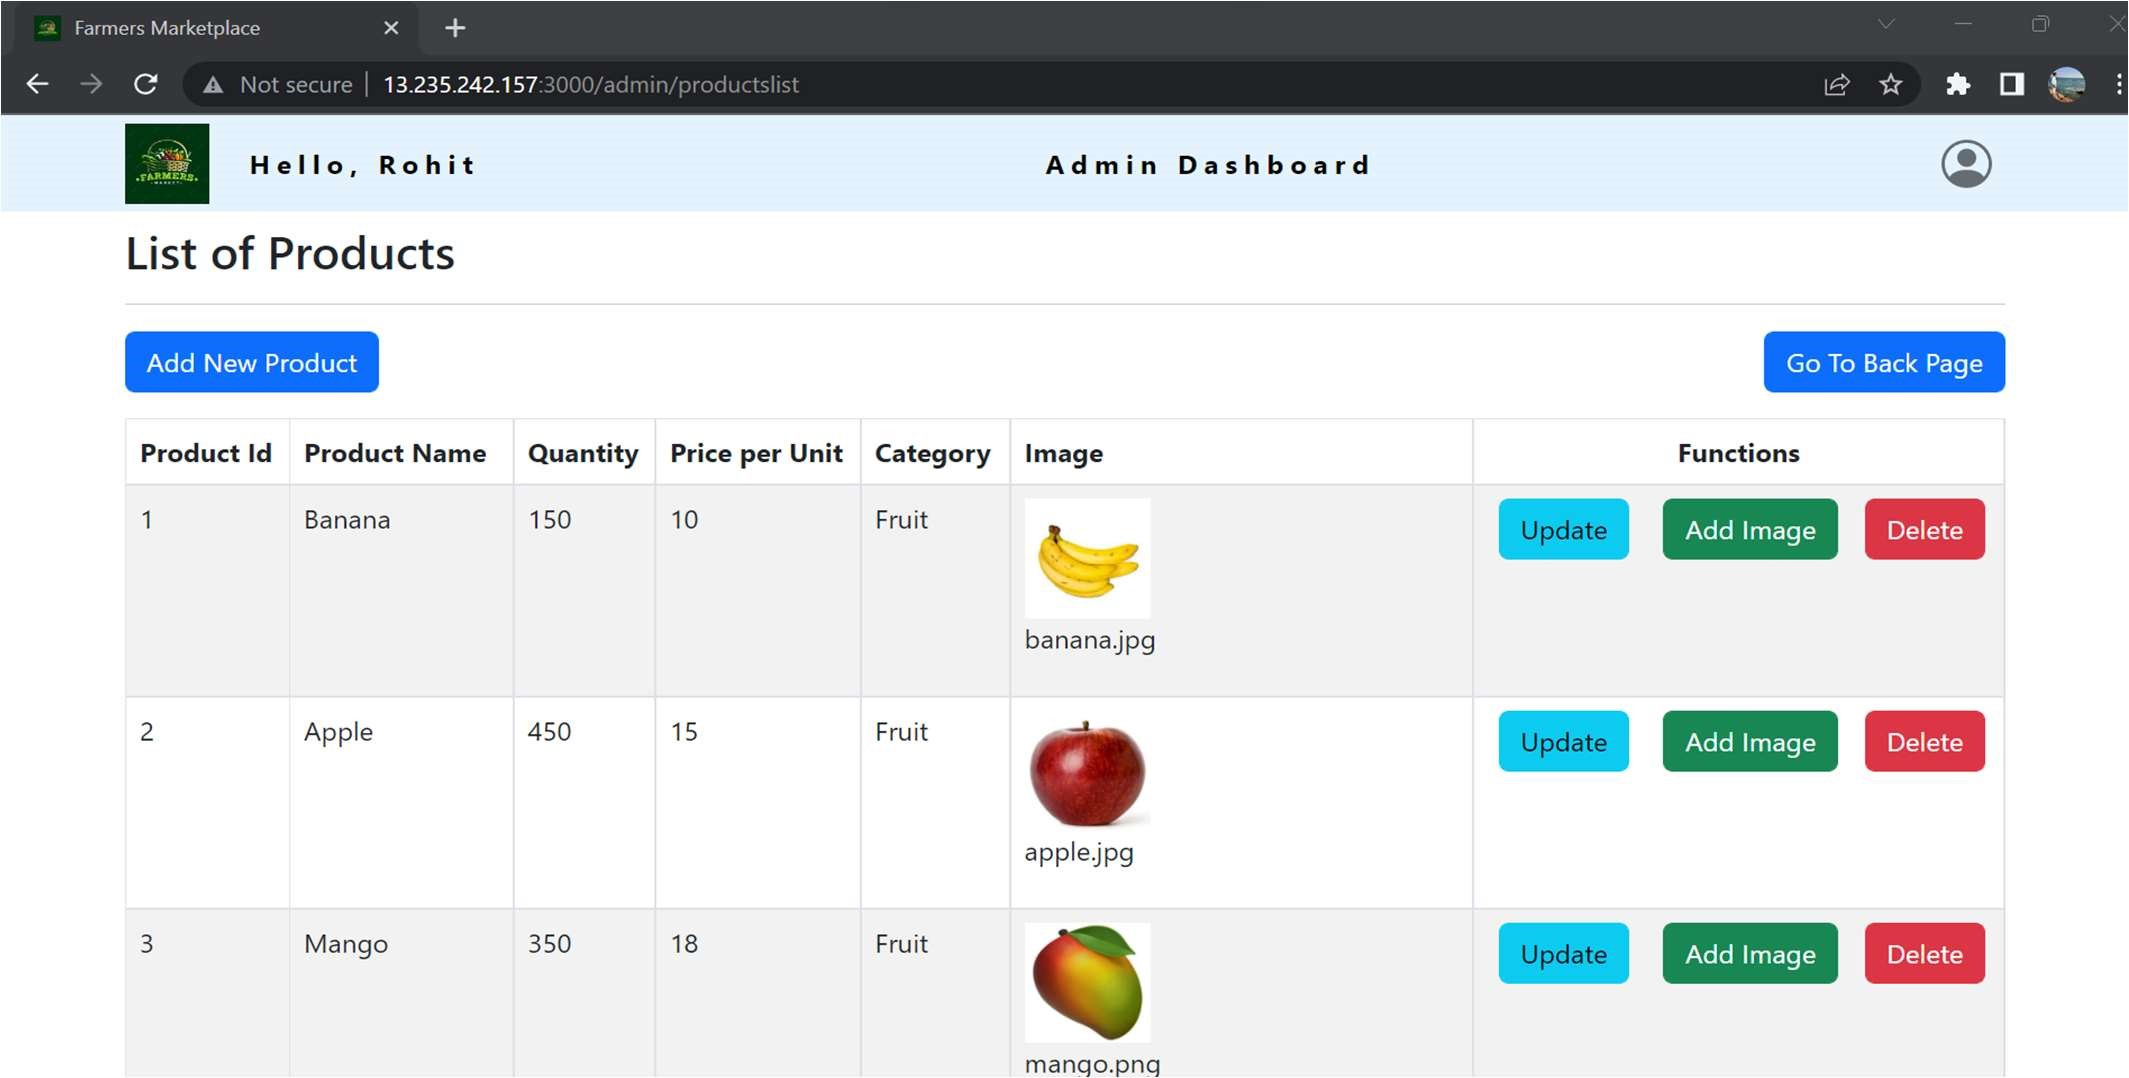 Farmers Marketplace
Not secure | 13.235.242.157:3000/admin/productslist
FARMERS
MARKET
Hello, Rohit
Admin Dashboard
List of Products
Add New Product
Go To Back Page
Product Id Product Name Quantity Price per Unit Category Image Functions
1 Banana 150 10 Fruit Update Add Image Delete
banana.jpg
2 Apple 450 15 Fruit Update Add Image Delete
apple.jpg
3 Mango 350 18 Fruit Update Add Image Delete
mango.png